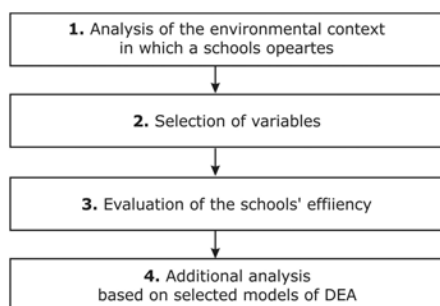 1. Analysis of the environmental context
in which a schools opeartes
2. Selection of variables
3. Evaluation of the schools' effiiency
4. Additional analysis
based on selected models of DEA